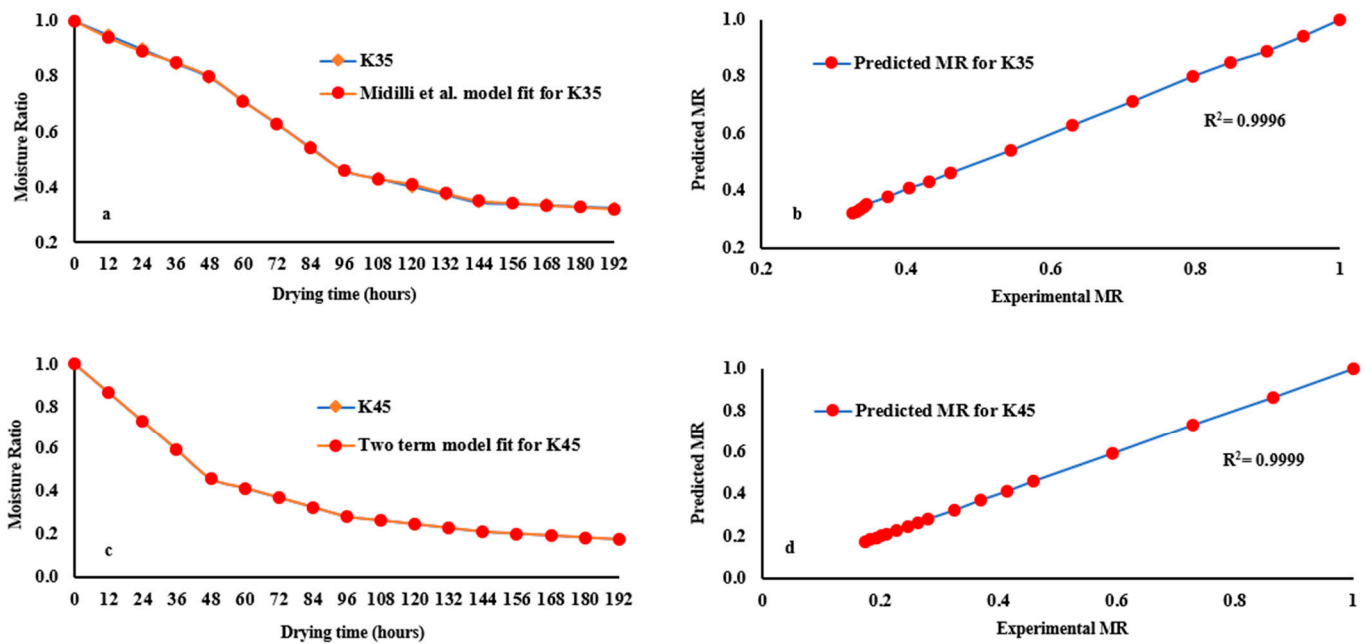 1.0
0.8
0.6
0.4
0.2
Moisture Ratio
K35
Midilli et al. model fit for K35
a
0 12 24 36 48 60 72 84 96 108 120 132 144 156 168 180 192
Drying time (hours)
1.0
0.8
0.6
0.4
0.2
Predicted MR
Predicted MR for K35
R²= 0.9996
b
0.2 0.4 0.6 0.8 1
Experimental MR
1.0
0.8
0.6
0.4
0.2
0.0
Moisture Ratio
K45
Two term model fit for K45
c
0 12 24 36 48 60 72 84 96 108 120 132 144 156 168 180 192
Drying time (hours)
1.0
0.8
0.6
0.4
0.2
0.0
Predicted MR
Predicted MR for K45
R²= 0.9999
d
0 0.2 0.4 0.6 0.8 1
Experimental MR